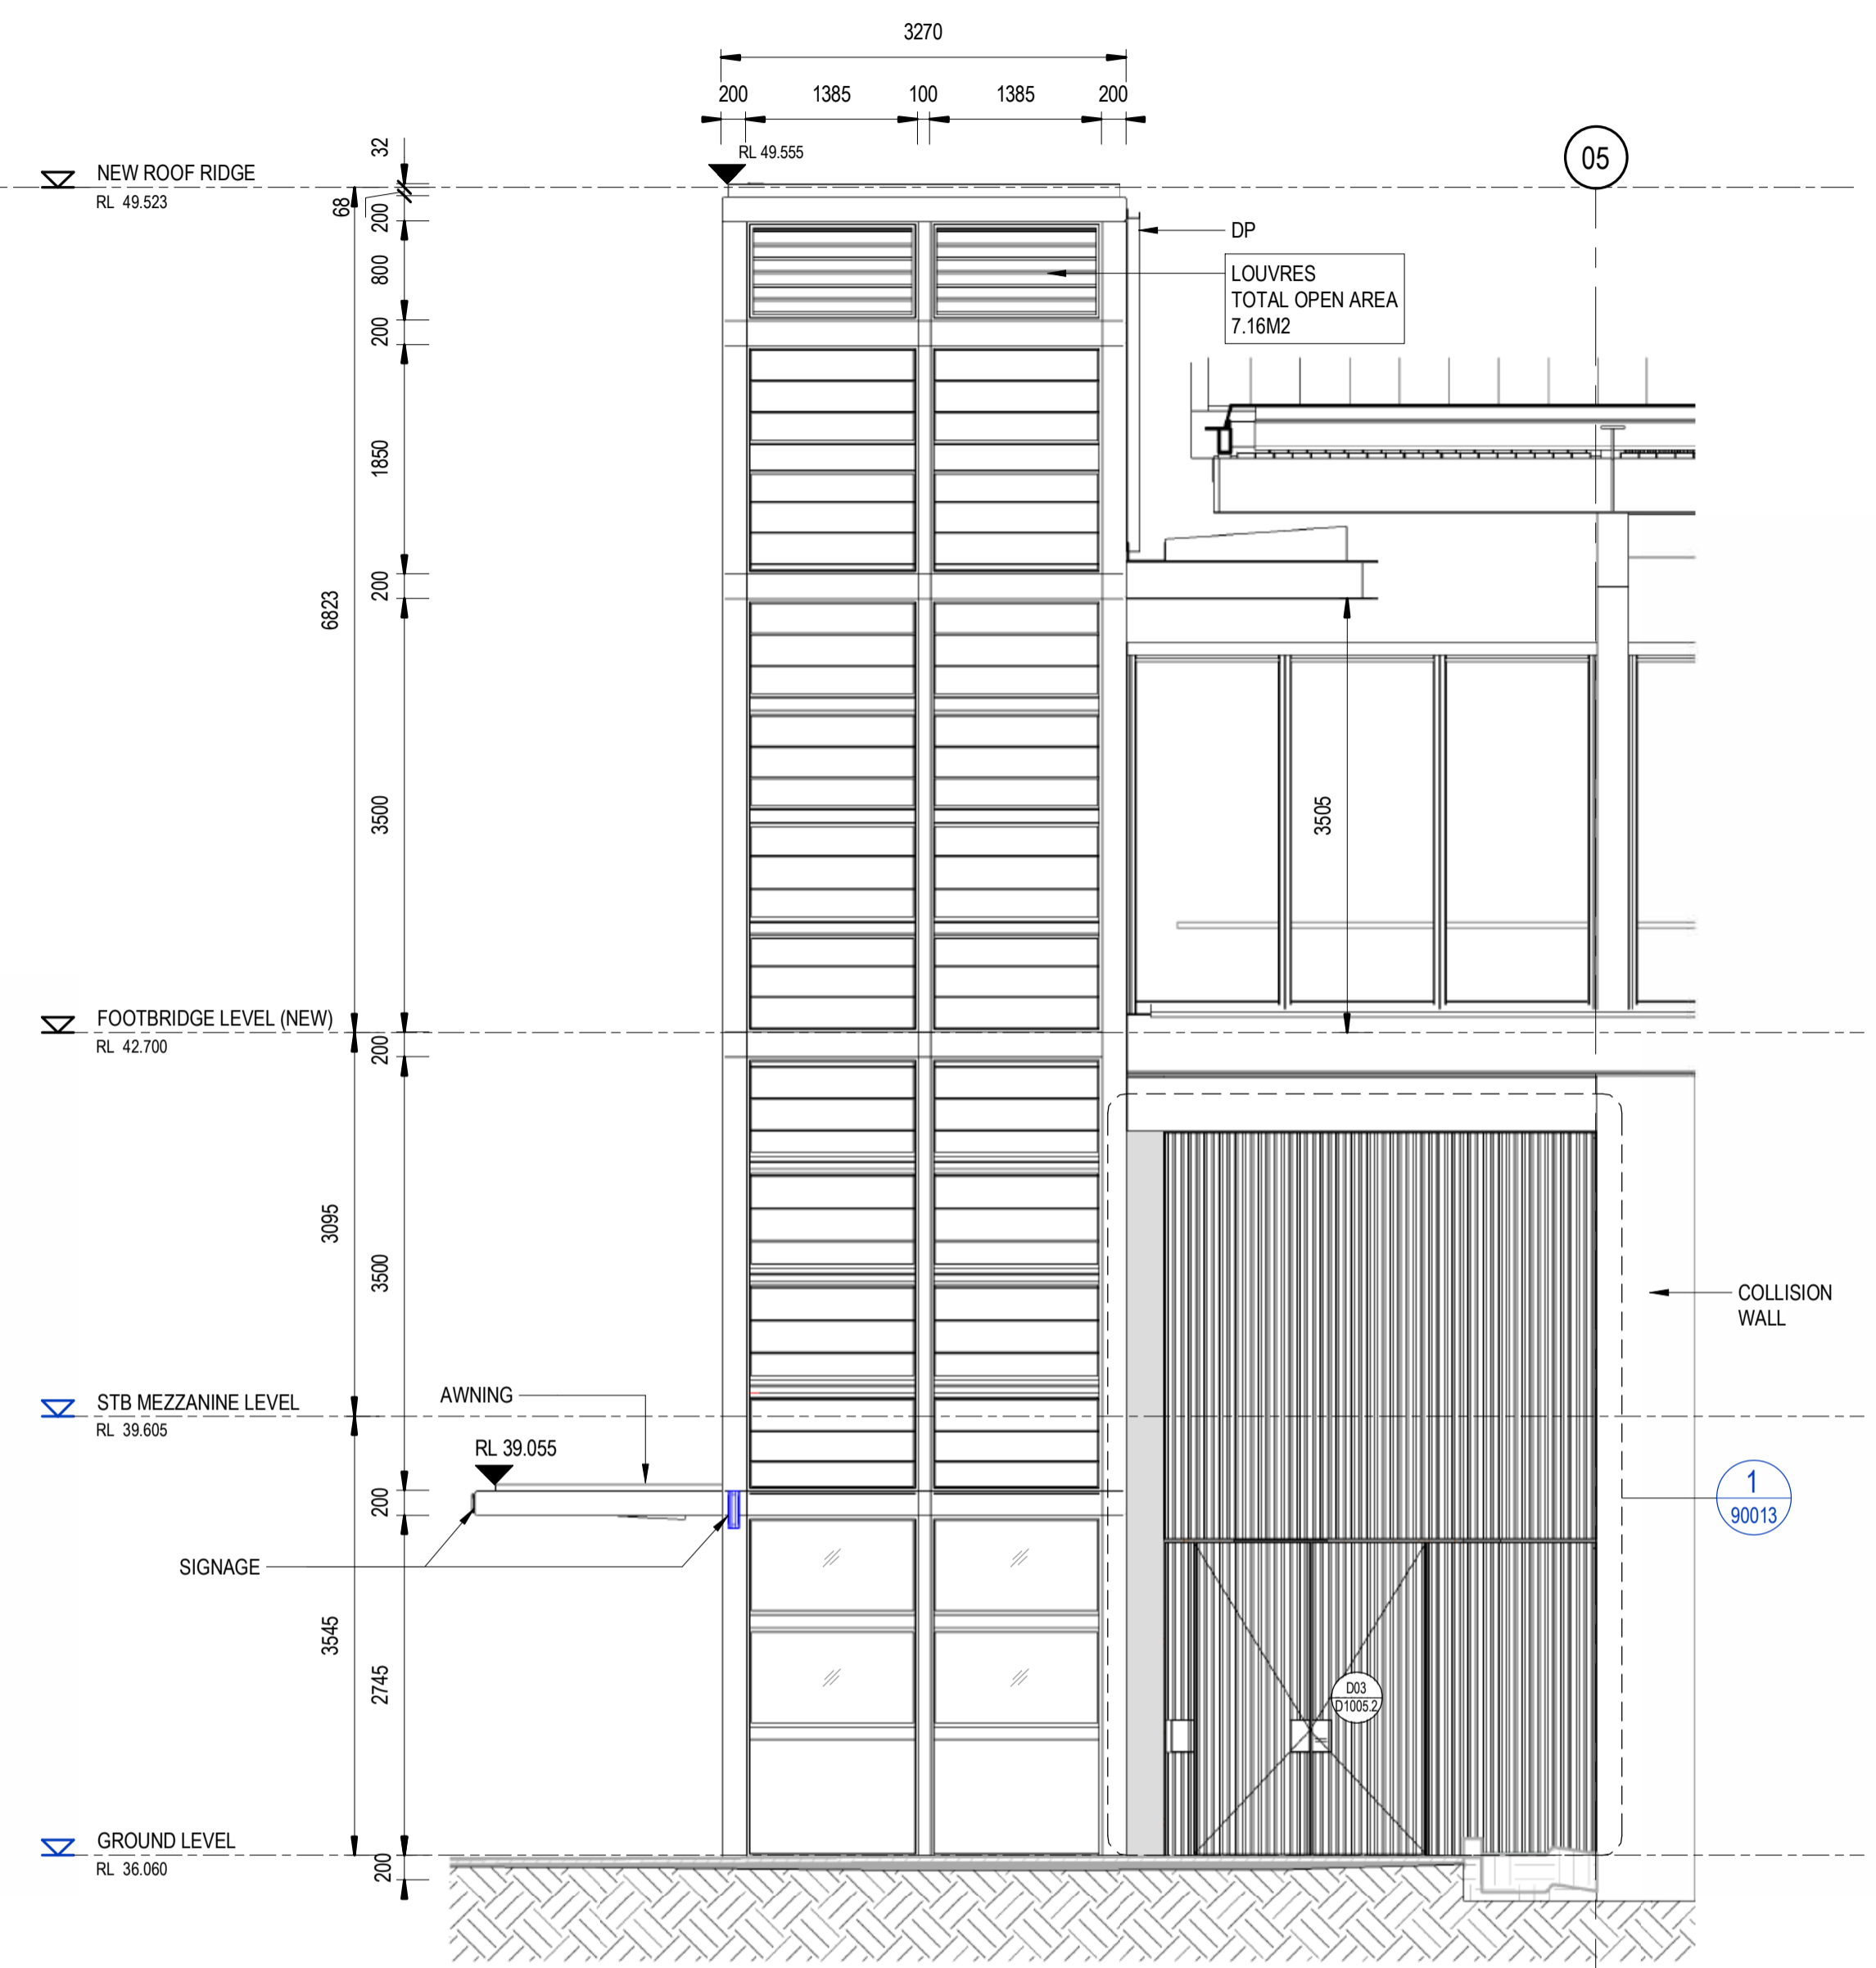 3270
200 1385 100 1385 200
32
RL 49.555
NEW ROOF RIDGE
RL 49.523
05
68
200
DP
800
LOUVRES
TOTAL OPEN AREA
7.16M2
200
1850
200
6823
3500
3505
FOOTBRIDGE LEVEL (NEW)
RL 42.700
200
3095
3500
COLLISION
WALL
STB MEZZANINE LEVEL
RL 39.605
AWNING
RL 39.055
1
90013
200
SIGNAGE
3545
2745
D03
D1005.2
GROUND LEVEL
RL 36.060
200